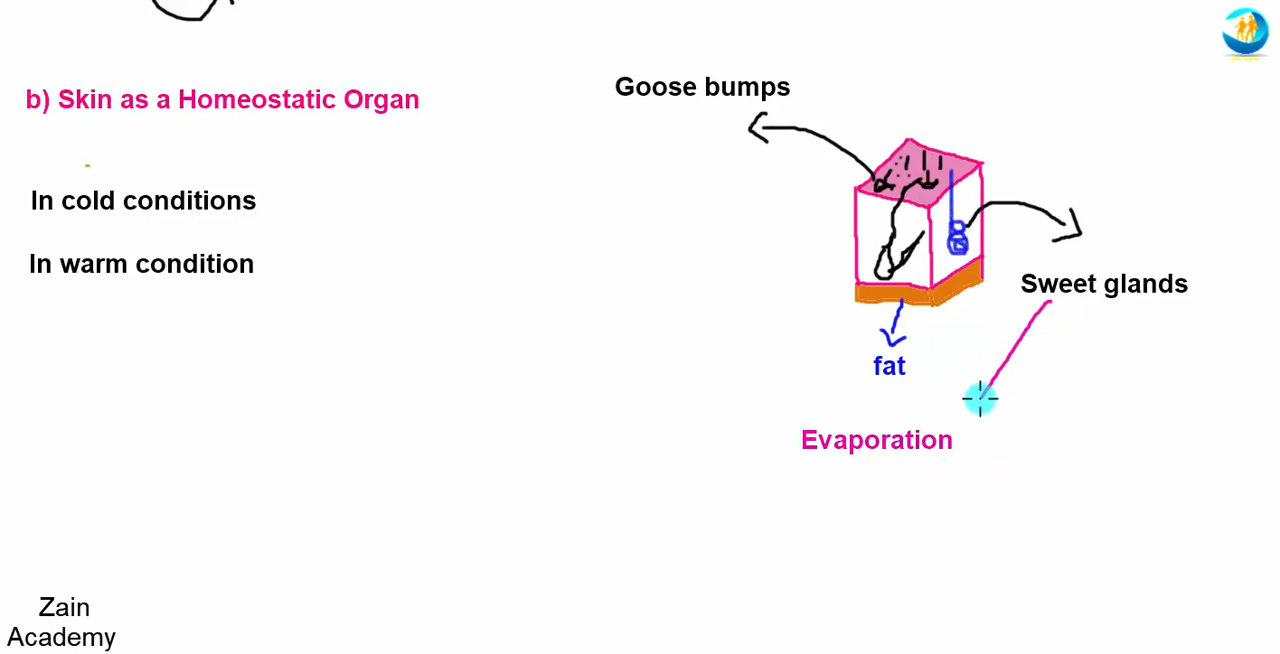 b) Skin as a Homeostatic Organ
In cold conditions
In warm condition
Goose bumps
Sweet glands
fat
Evaporation
Zain
Academy